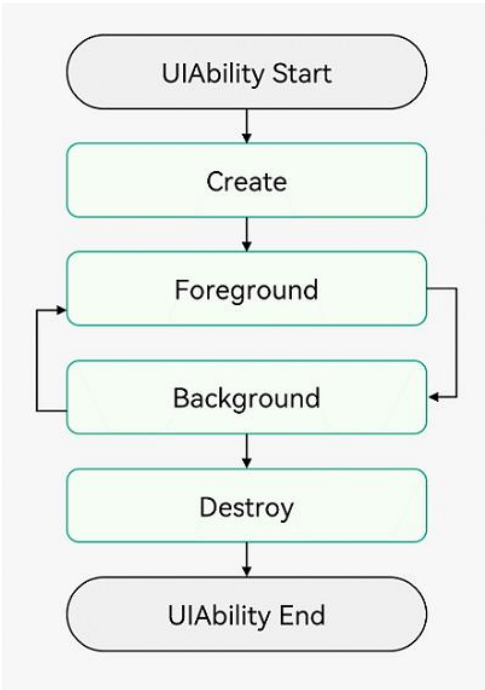 UIAbility Start
Create
Foreground
Background
Destroy
UIAbility End